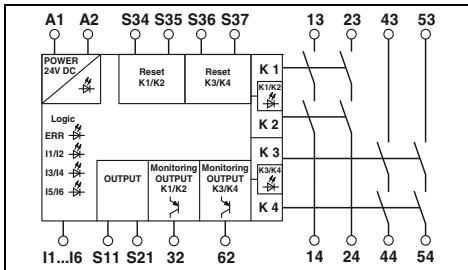 A1 A2 S34 S35 S36 S37 13 23 43 53
POWER
24V DC
Reset
K1/K2
Reset
K3/K4
K 1
K1/K2
K 2
Logic
ERR
I1/I2
I3/I4
I5/I6
K 3
K3/K4
K 4
OUTPUT
Monitoring
OUTPUT
K1/K2
Monitoring
OUTPUT
K3/K4
I1...I6 S11 S21 32 62 14 24 44 54